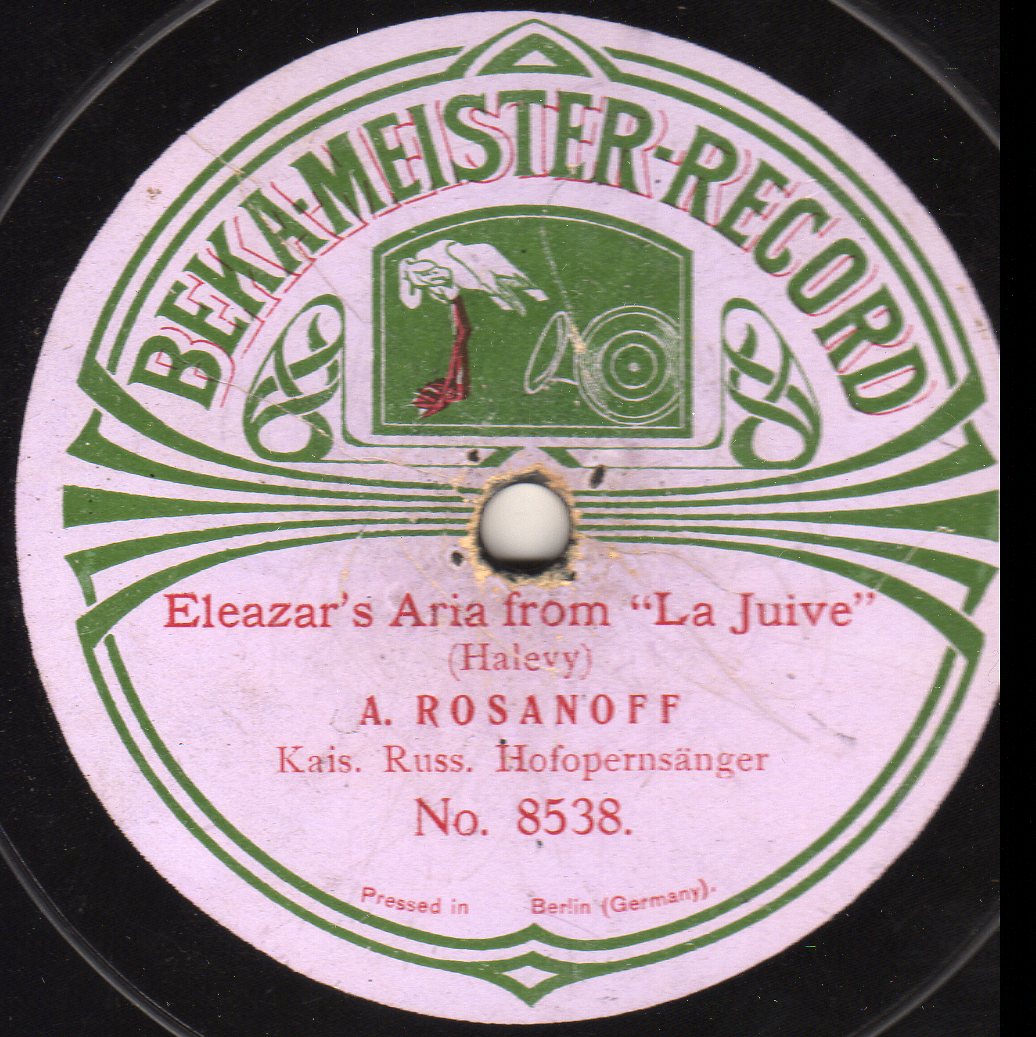 BEKA-MEISTER-RECORD
Eleazar's Aria from “La Juive”
(Halevy)
A. ROSANOFF
Kais. Russ. Hofopernsänger
No. 8538.
Pressed in Berlin (Germany).